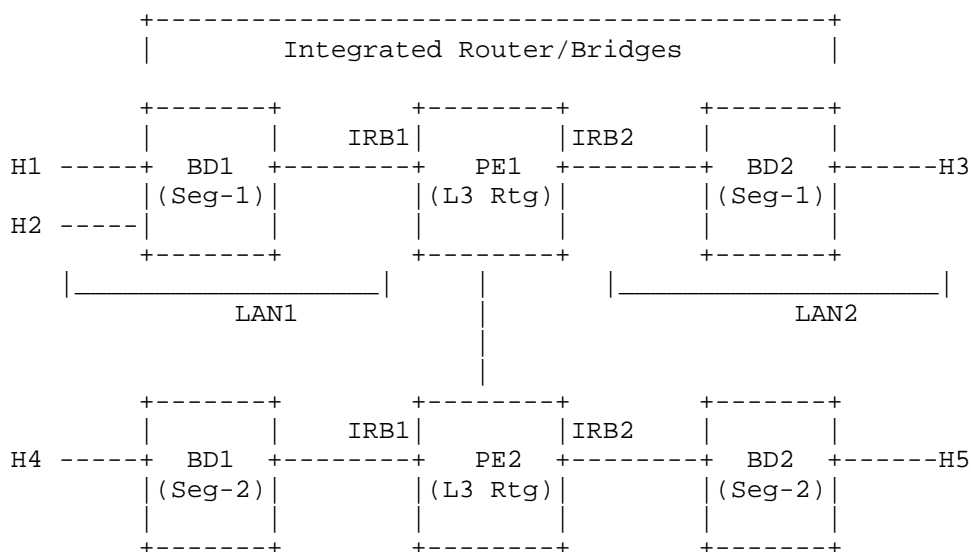 Integrated Router/Bridges
IRB1 IRB2
H1 BD1 PE1 BD2 H3
(Seg-1) (L3 Rtg) (Seg-1)
H2
LAN1 LAN2
IRB1 IRB2
H4 BD1 PE2 BD2 H5
(Seg-2) (L3 Rtg) (Seg-2)